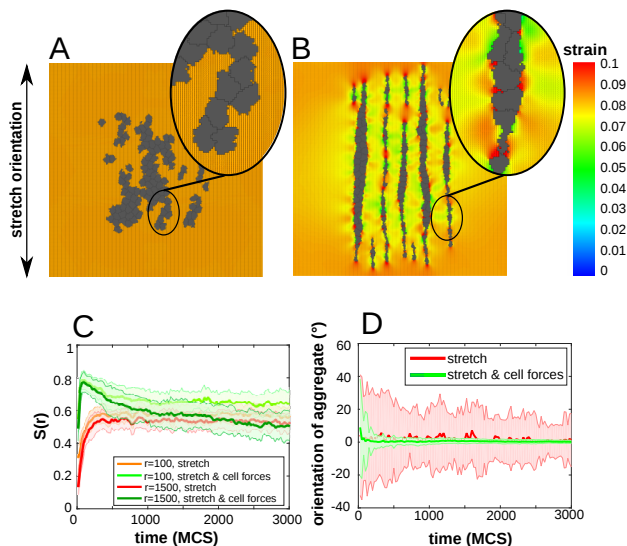 A
B
strain
stretch orientation
0.1
0.09
0.08
0.07
0.06
0.05
0.04
0.03
0.02
0.01
0
C
S(r)
1
0.8
0.6
0.4
0.2
0
r=100, stretch
r=100, stretch & cell forces
r=1500, stretch
r=1500, stretch & cell forces
0 1000 2000 3000
time (MCS)
D
orientation of aggregate (°)
60
40
20
0
-20
-40
stretch
stretch & cell forces
0 1000 2000 3000
time (MCS)